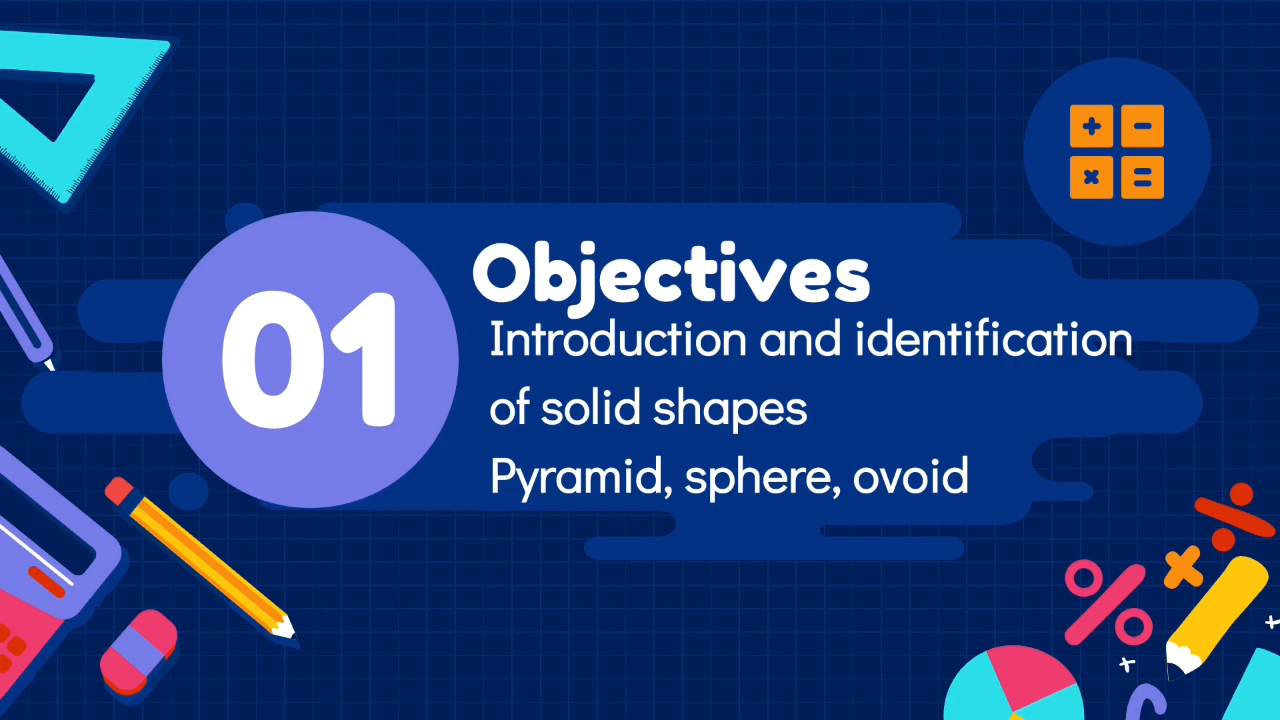 01
Objectives
Introduction and identification
of solid shapes
Pyramid, sphere, ovoid